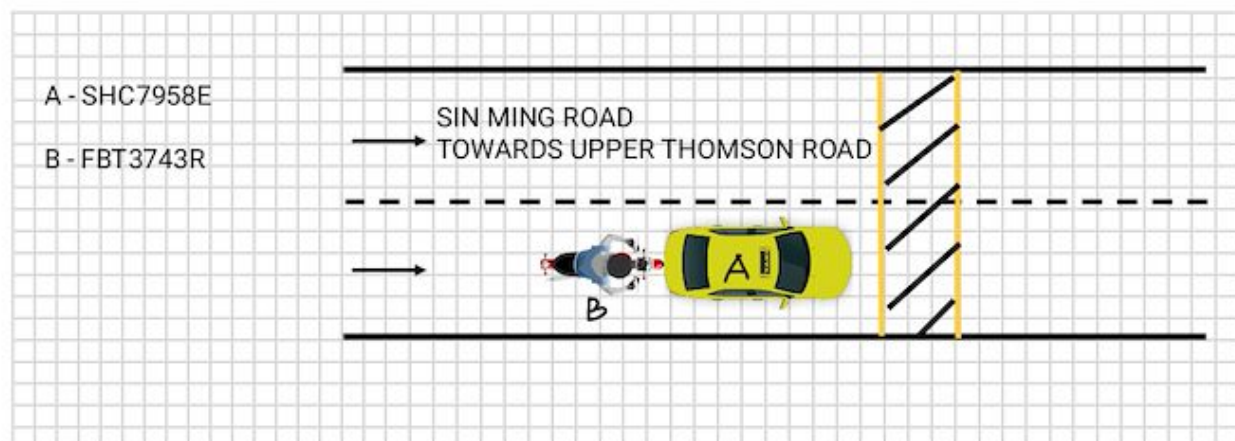 A - SHC7958E
B - FBT3743R
SIN MING ROAD
TOWARDS UPPER THOMSON ROAD
A
B